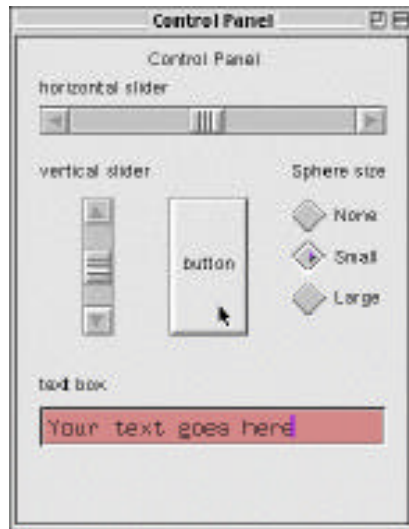 Control Panel
Control Panel
horizontal slider
vertical slider
Sphere size
None
button
Small
Large
text box
Your text goes here